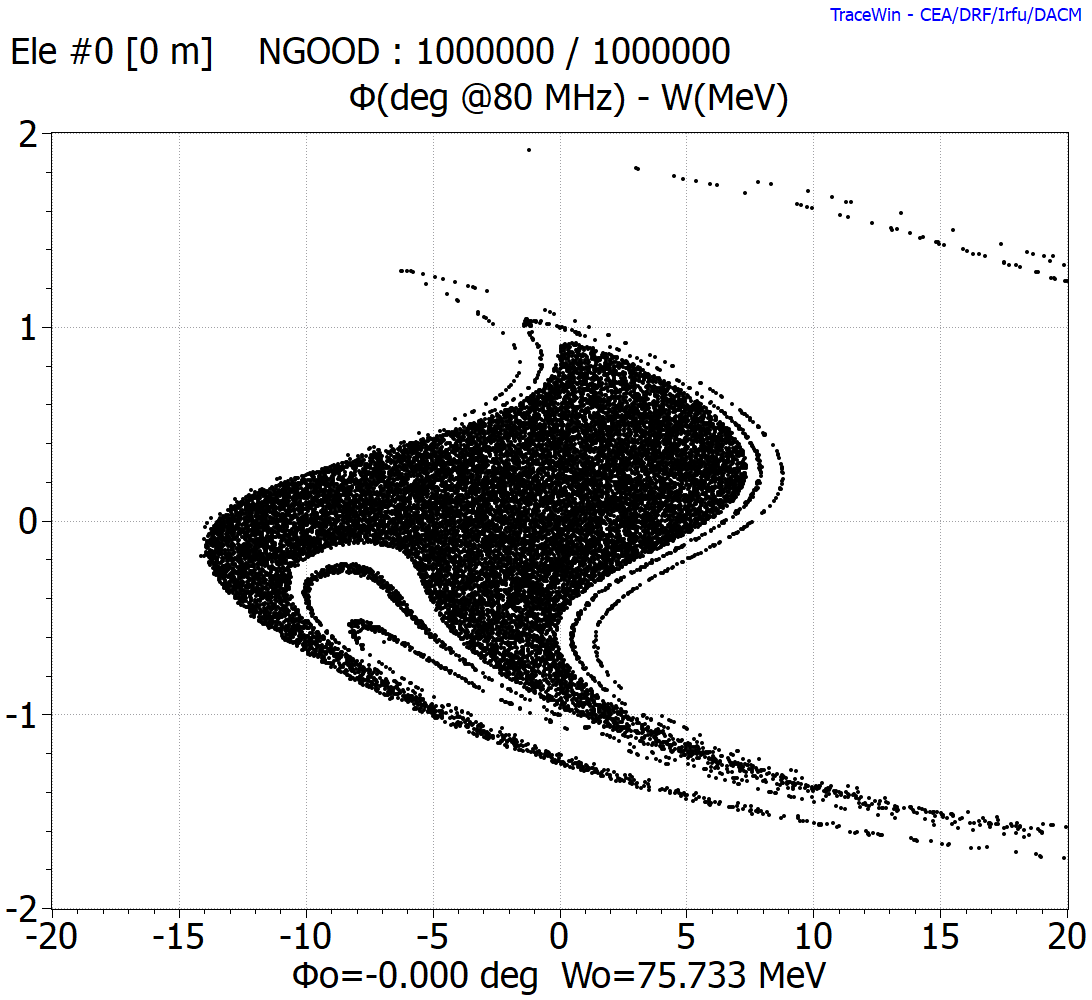 TraceWin - CEA/DRF/Irfu/DACM
Ele #0 [0 m] NGOOD : 1000000 / 1000000
Φ(deg @80 MHz) - W(MeV)
2
1
0
-1
-2
-20 -15 -10 -5 0 5 10 15 20
Φo=-0.000 deg Wo=75.733 MeV